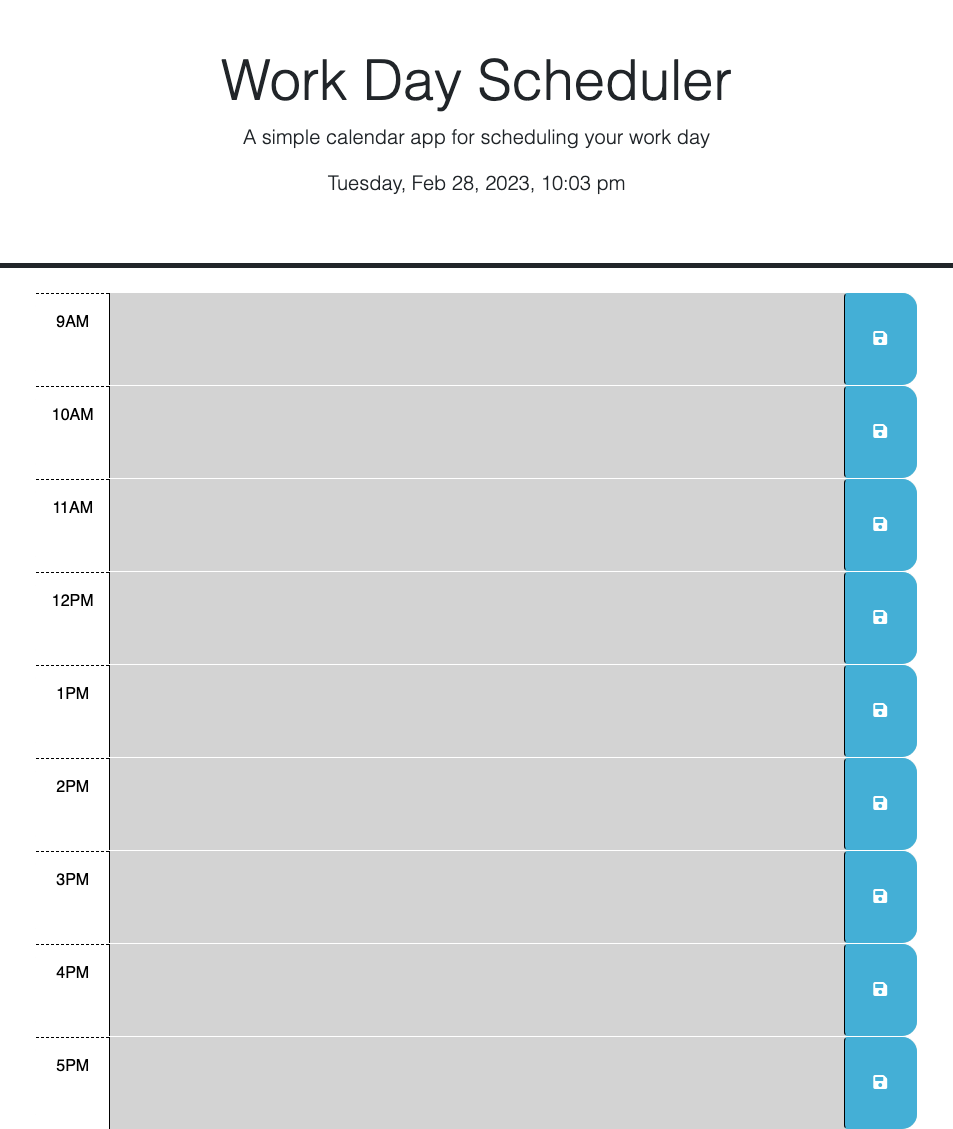 Work Day Scheduler
A simple calendar app for scheduling your work day
Tuesday, Feb 28, 2023, 10:03 pm
9AM
10AM
11AM
12PM
1PM
2PM
3PM
4PM
5PM